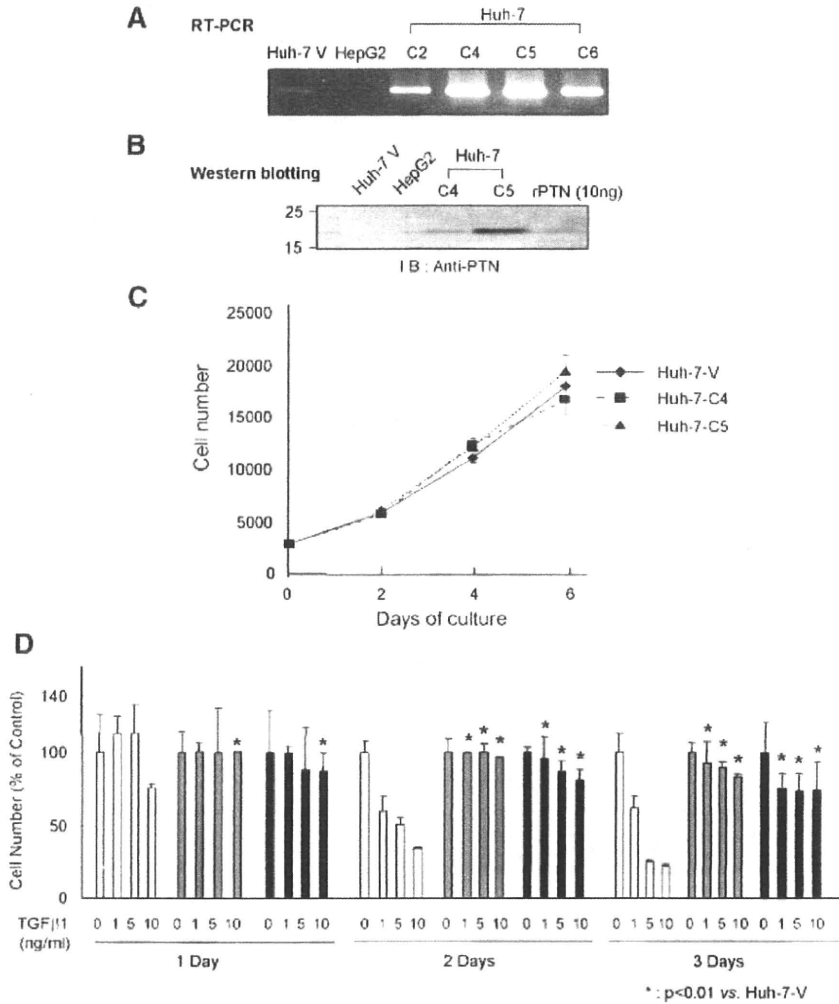 A
RT-PCR
Huh-7
Huh-7 V HepG2 C2 C4 C5 C6
B
Western blotting
Huh-7 V HepG2 Huh-7
C4 C5 rPTN (10ng)
25
15
I B : Anti-PTN
C
Cell number
25000
20000
15000
10000
5000
0
0 2 4 6
Days of culture
Huh-7-V
Huh-7-C4
Huh-7-C5
D
Cell Number (% of Control)
140
100
50
0
* * * * * * * * * * * * * *
TGFβ1 0 1 5 10 0 1 5 10 0 1 5 10 0 1 5 10 0 1 5 10 0 1 5 10 0 1 5 10 0 1 5 10 0 1 5 10
(ng/ml)
1 Day 2 Days 3 Days
* : p<0.01 vs. Huh-7-V